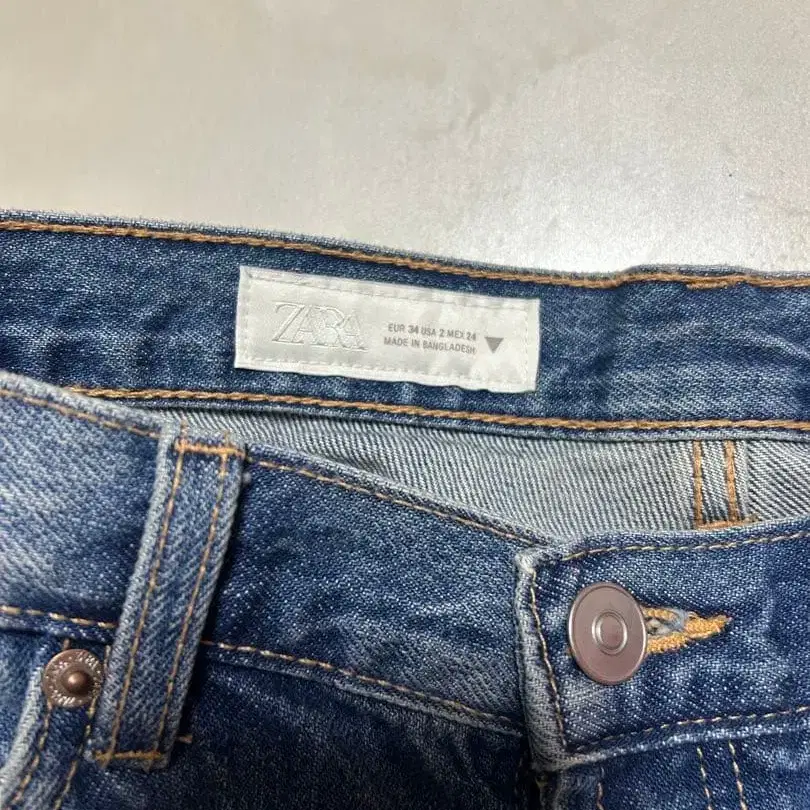 ZARA
EUR 34 USA 2 MEX 24
MADE IN BANGLADESH